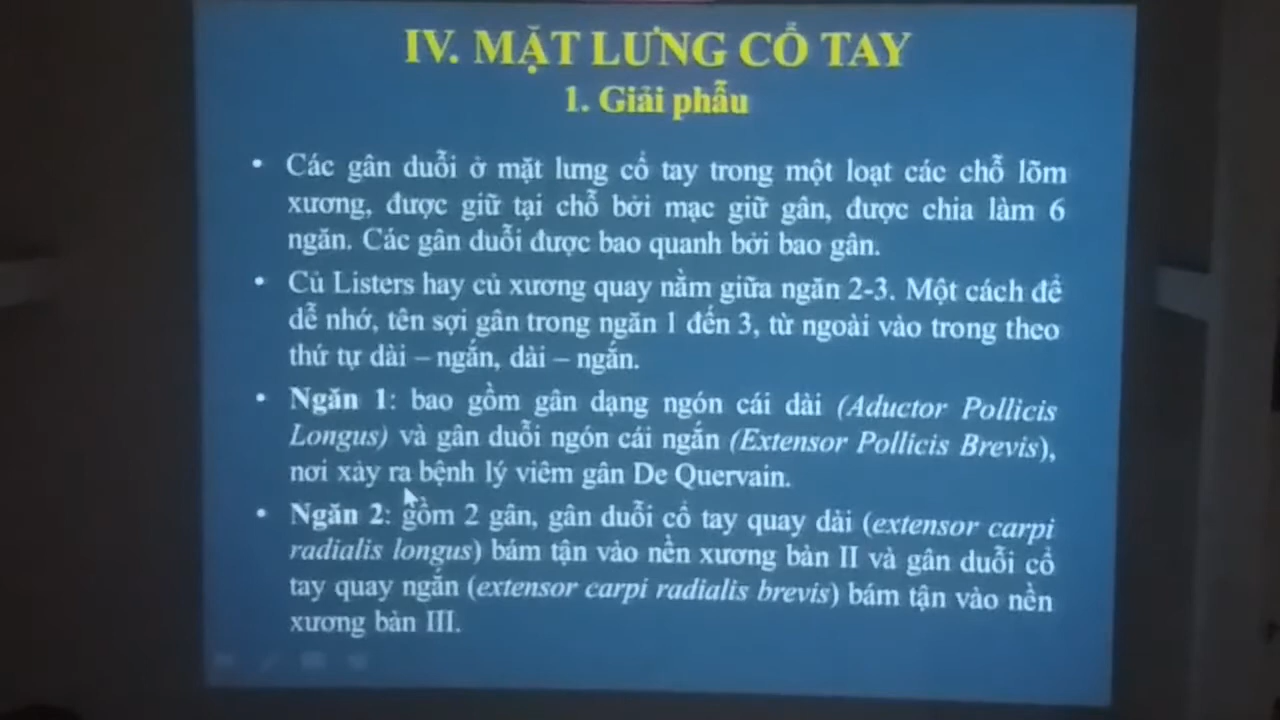 IV. MẶT LƯNG CỔ TAY
1. Giải phẫu
• Các gân duỗi ở mặt lưng cổ tay trong một loạt các chỗ lõm
xương, được giữ tại chỗ bởi mạc giữ gân, được chia làm 6
ngăn. Các gân duỗi được bao quanh bởi bao gân.
• Củ Listers hay củ xương quay nằm giữa ngăn 2-3. Một cách để
dễ nhớ, tên sợi gân trong ngăn 1 đến 3, từ ngoài vào trong theo
thứ tự dài – ngắn, dài – ngắn.
• Ngăn 1: bao gồm gân dạng ngón cái dài (Aductor Pollicis
Longus) và gân duỗi ngón cái ngắn (Extensor Pollicis Brevis),
nơi xảy ra bệnh lý viêm gân De Quervain.
• Ngăn 2: gồm 2 gân, gân duỗi cổ tay quay dài (extensor carpi
radialis longus) bám tận vào nền xương bàn II và gân duỗi cổ
tay quay ngắn (extensor carpi radialis brevis) bám tận vào nền
xương bàn III.